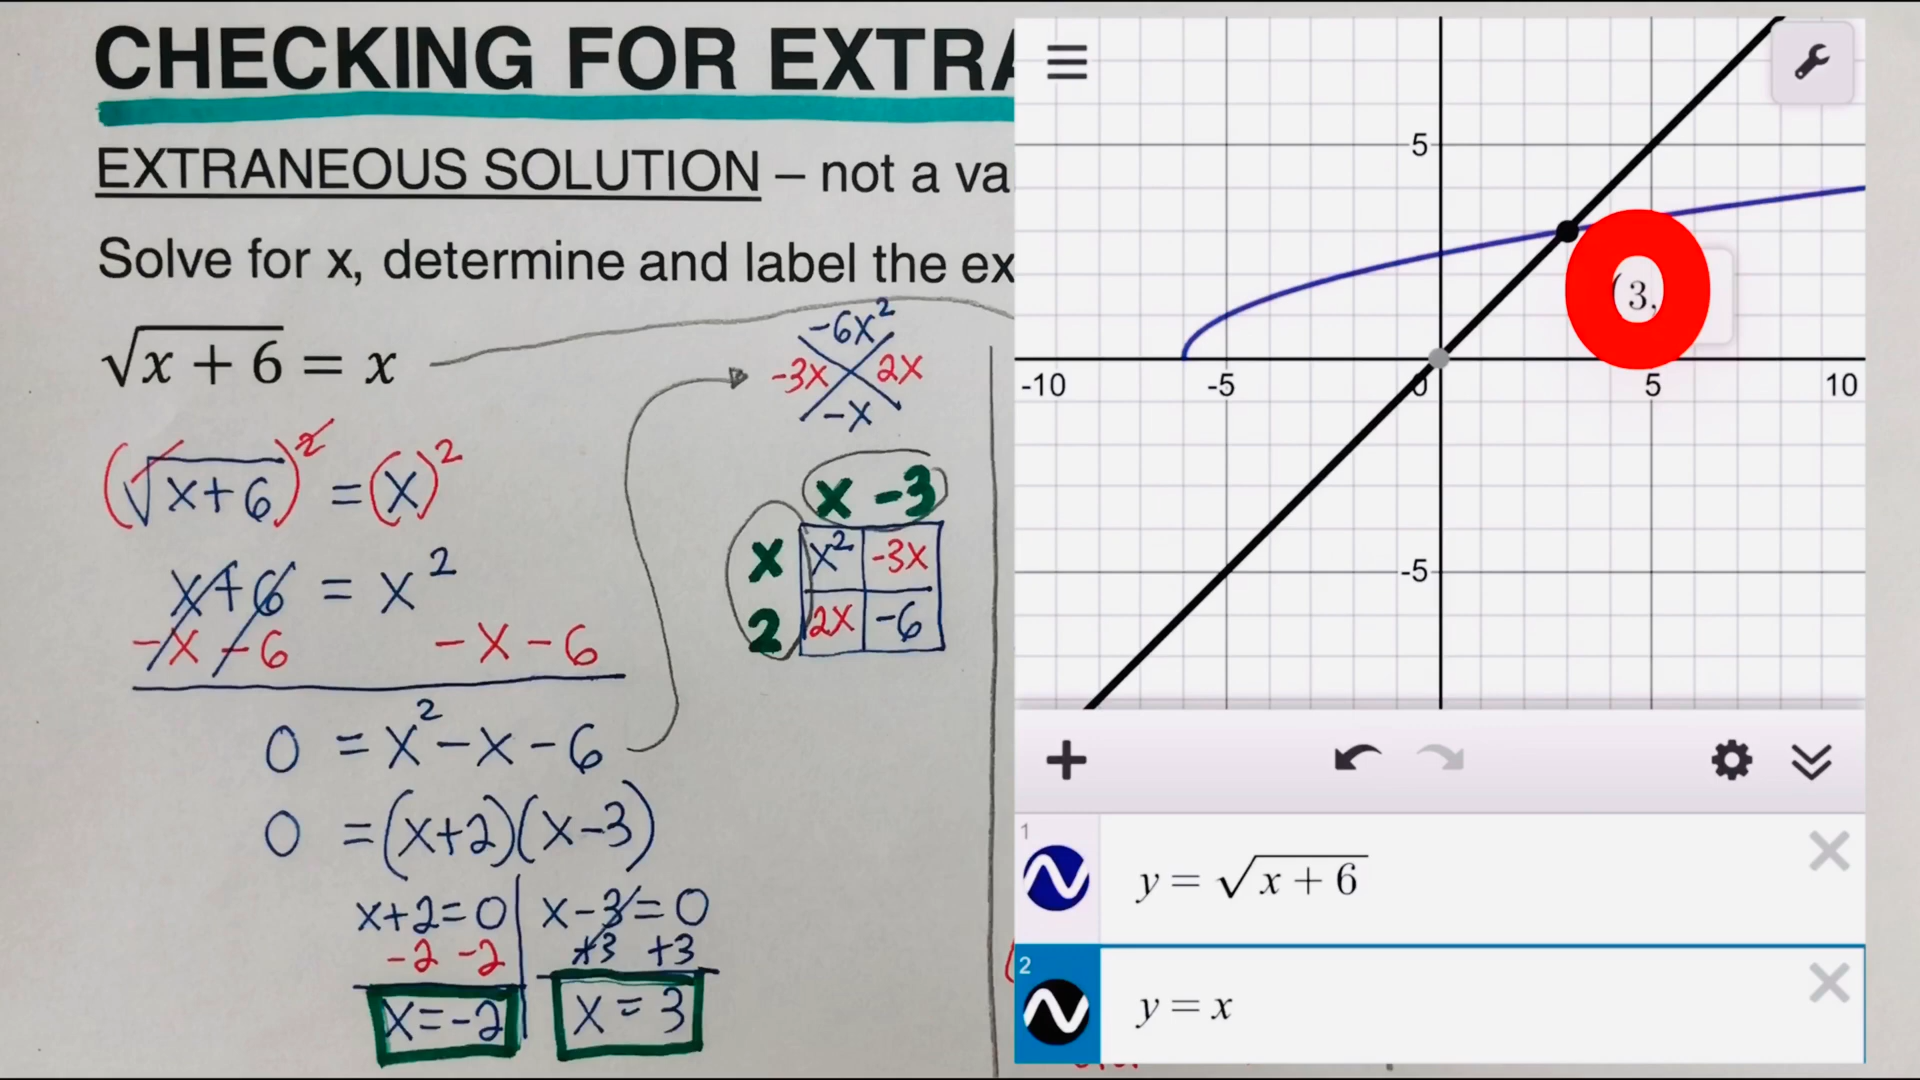 CHECKING FOR EXTRA
EXTRANEOUS SOLUTION – not a va
Solve for x, determine and label the ex
√x + 6 = x
(√x+6)² = (x)²
x+6 = x²
-x -6 -x -6
0 = x² - x - 6
0 = (x+2)(x-3)
x+2=0 x-3=0
-2 -2 +3 +3
x=-2 x=3
-6x²
-3x 2x
-x
x -3
x x² -3x
2 2x -6
5
-10 -5 0 5 10
-5
(3,
1
y = √x + 6
2
y = x